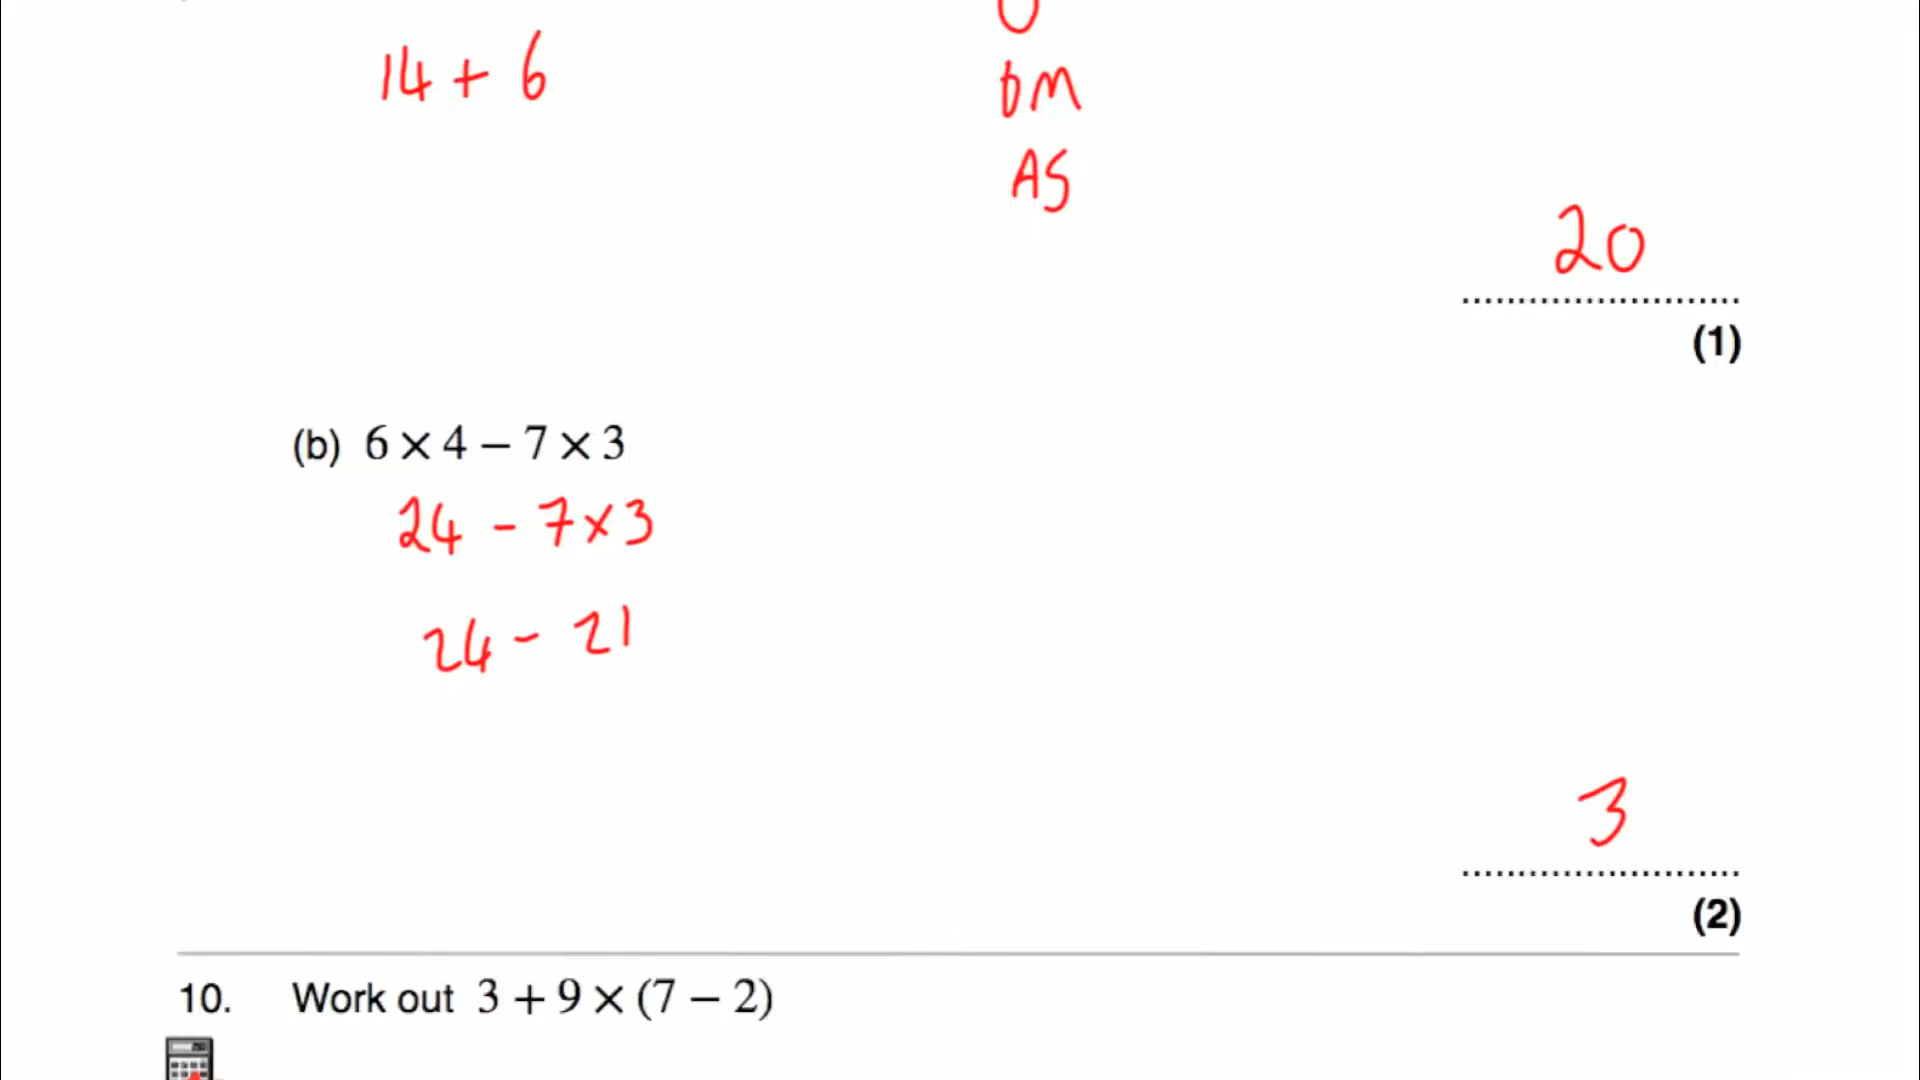 O
14 + 6
DM
AS
20
(1)
(b) 6 × 4 − 7 × 3
24 - 7×3
24 - 21
3
(2)
10. Work out 3 + 9 × (7 − 2)